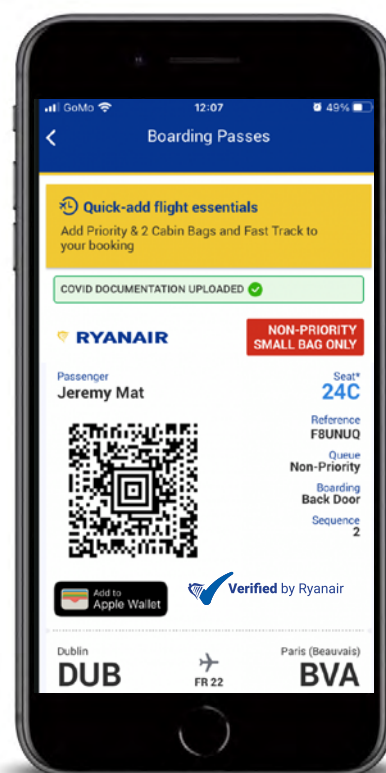 GoMo 12:07 49%
Boarding Passes
Quick-add flight essentials
Add Priority & 2 Cabin Bags and Fast Track to
your booking
COVID DOCUMENTATION UPLOADED
RYANAIR
NON-PRIORITY
SMALL BAG ONLY
Passenger
Jeremy Mat
Seat*
24C
Reference
F8UNUQ
Queue
Non-Priority
Boarding
Back Door
Sequence
2
Add to
Apple Wallet
Verified by Ryanair
Dublin
DUB
FR 22
Paris (Beauvais)
BVA